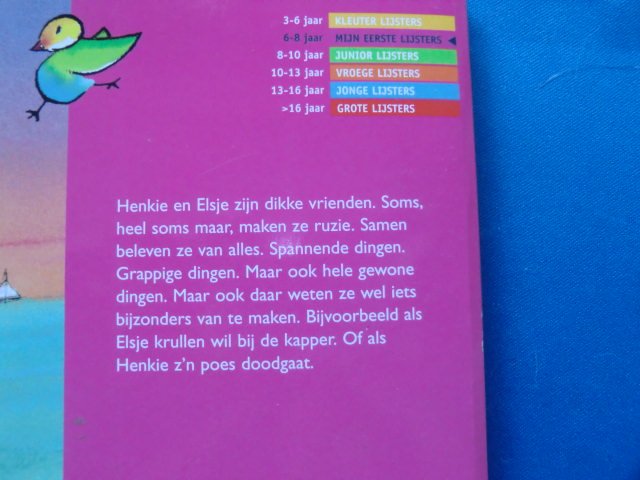 3-6 jaar KLEUTER LIJSTERS
6-8 jaar MIJN EERSTE LIJSTERS
8-10 jaar JUNIOR LIJSTERS
10-13 jaar VROEGE LIJSTERS
13-16 jaar JONGE LIJSTERS
>16 jaar GROTE LIJSTERS
Henkie en Elsje zijn dikke vrienden. Soms,
heel soms maar, maken ze ruzie. Samen
beleven ze van alles. Spannende dingen.
Grappige dingen. Maar ook hele gewone
dingen. Maar ook daar weten ze wel iets
bijzonders van te maken. Bijvoorbeeld als
Elsje krullen wil bij de kapper. Of als
Henkie z'n poes doodgaat.